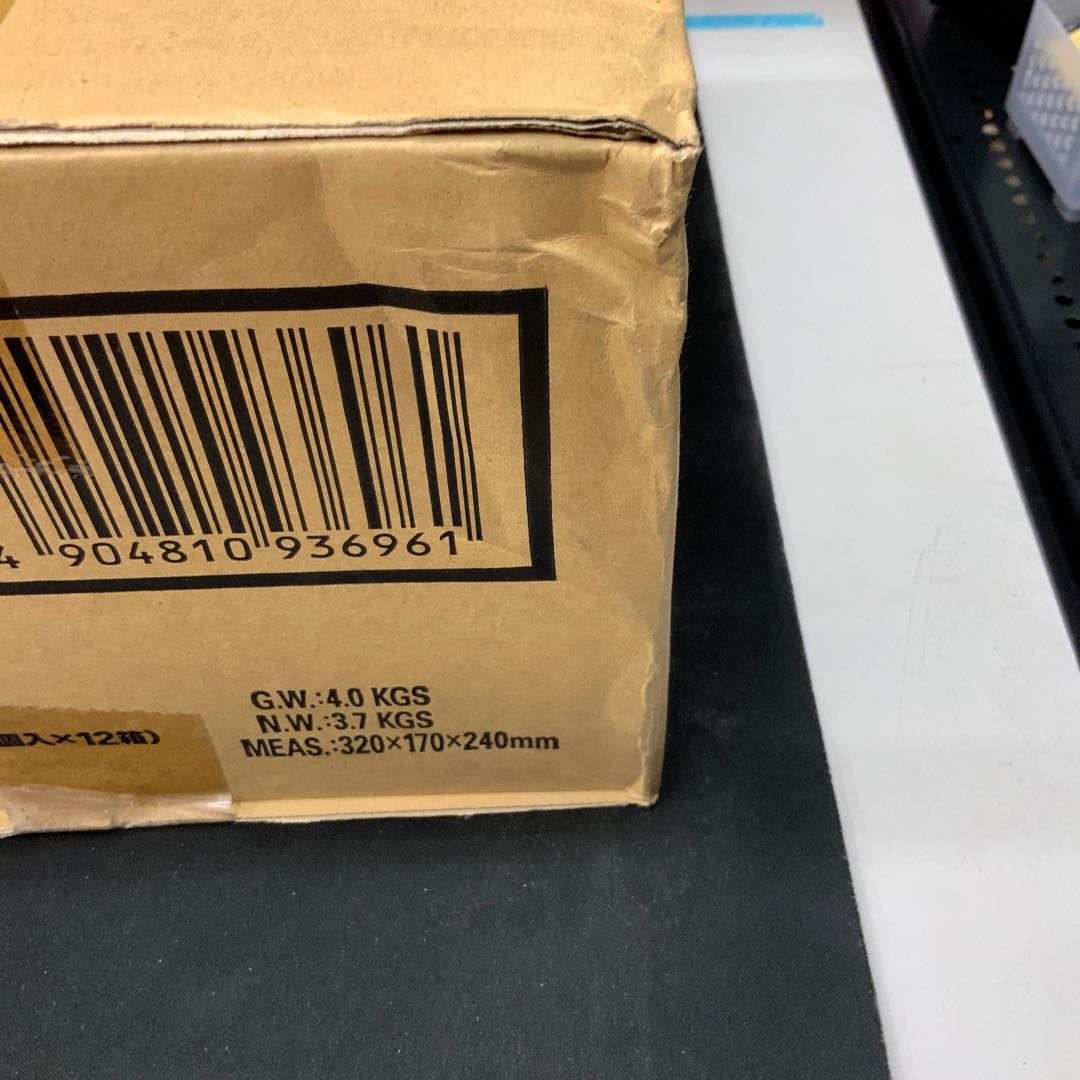 4 904810 936961
G.W.:4.0 KGS
N.W.:3.7 KGS
MEAS.:320×170×240mm
個入×12箱)